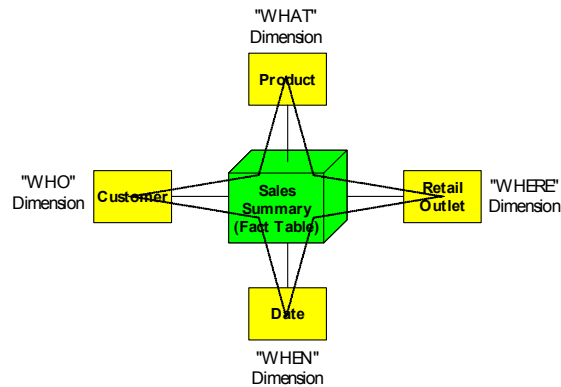 "WHAT"
Dimension
Product
"WHO"
Dimension
Customer
Sales
Summary
(Fact Table)
Retail
Outlet
"WHERE"
Dimension
Date
"WHEN"
Dimension